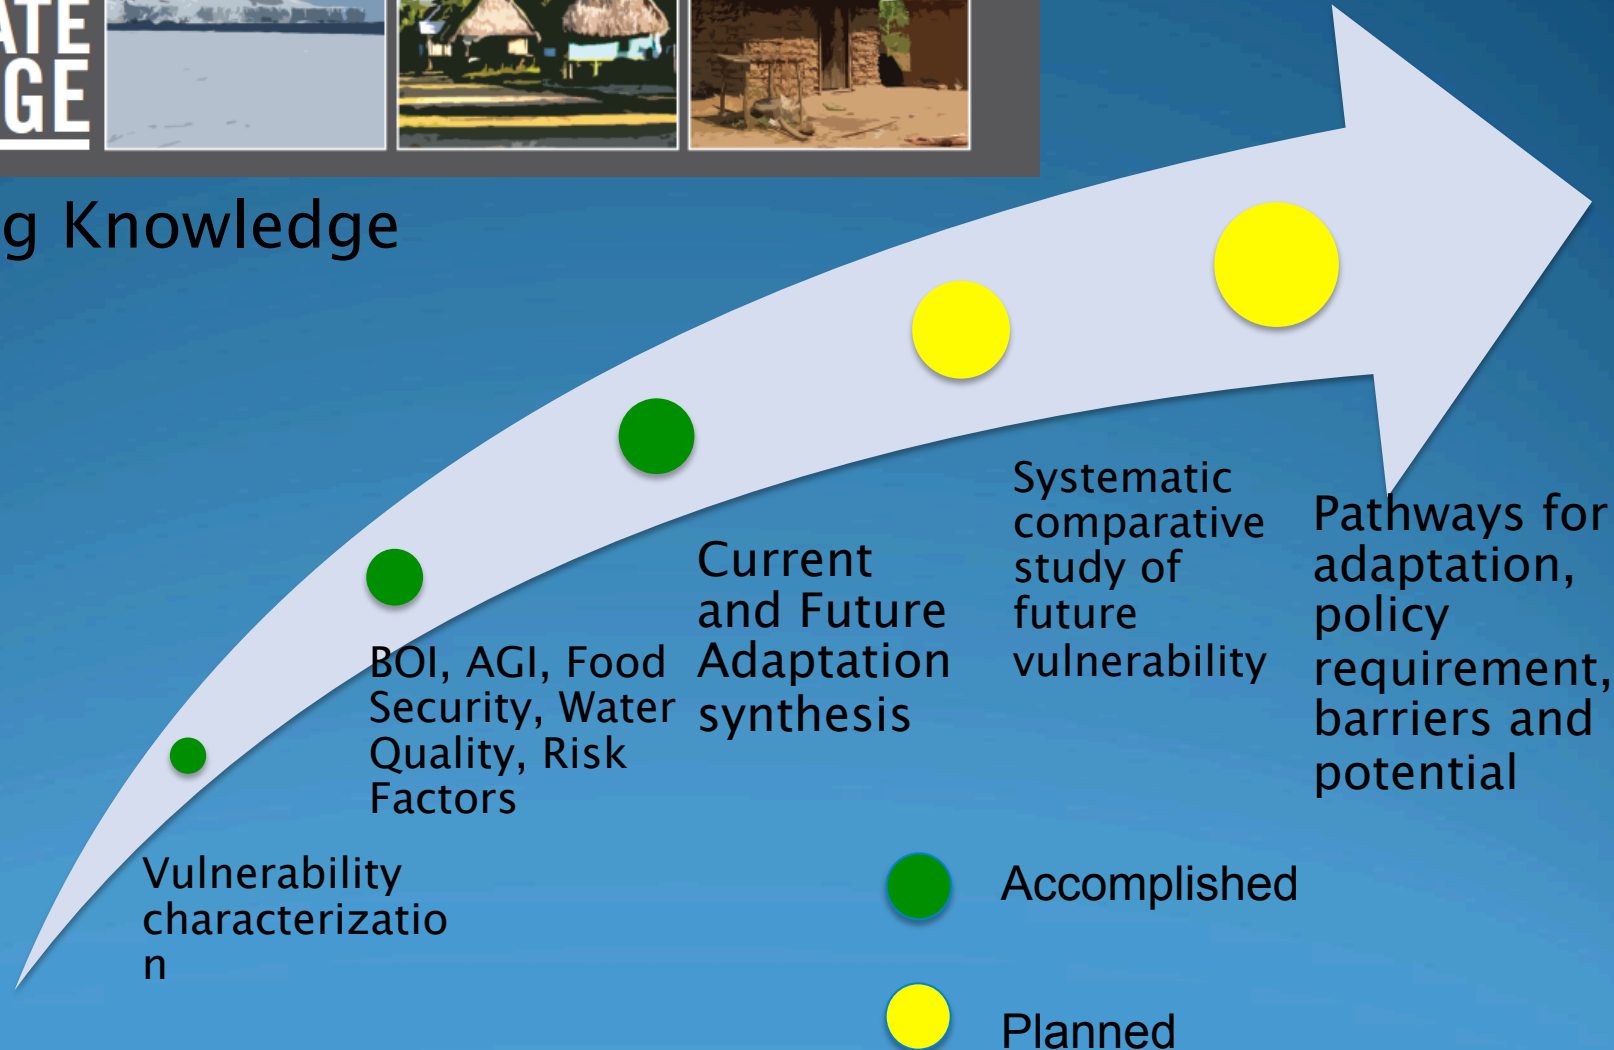 GE
g Knowledge
Vulnerability
characterizatio
n
BOI, AGI, Food
Security, Water
Quality, Risk
Factors
Current
and Future
Adaptation
synthesis
Systematic
comparative
study of
future
vulnerability
Pathways for
adaptation,
policy
requirement,
barriers and
potential
Accomplished
Planned